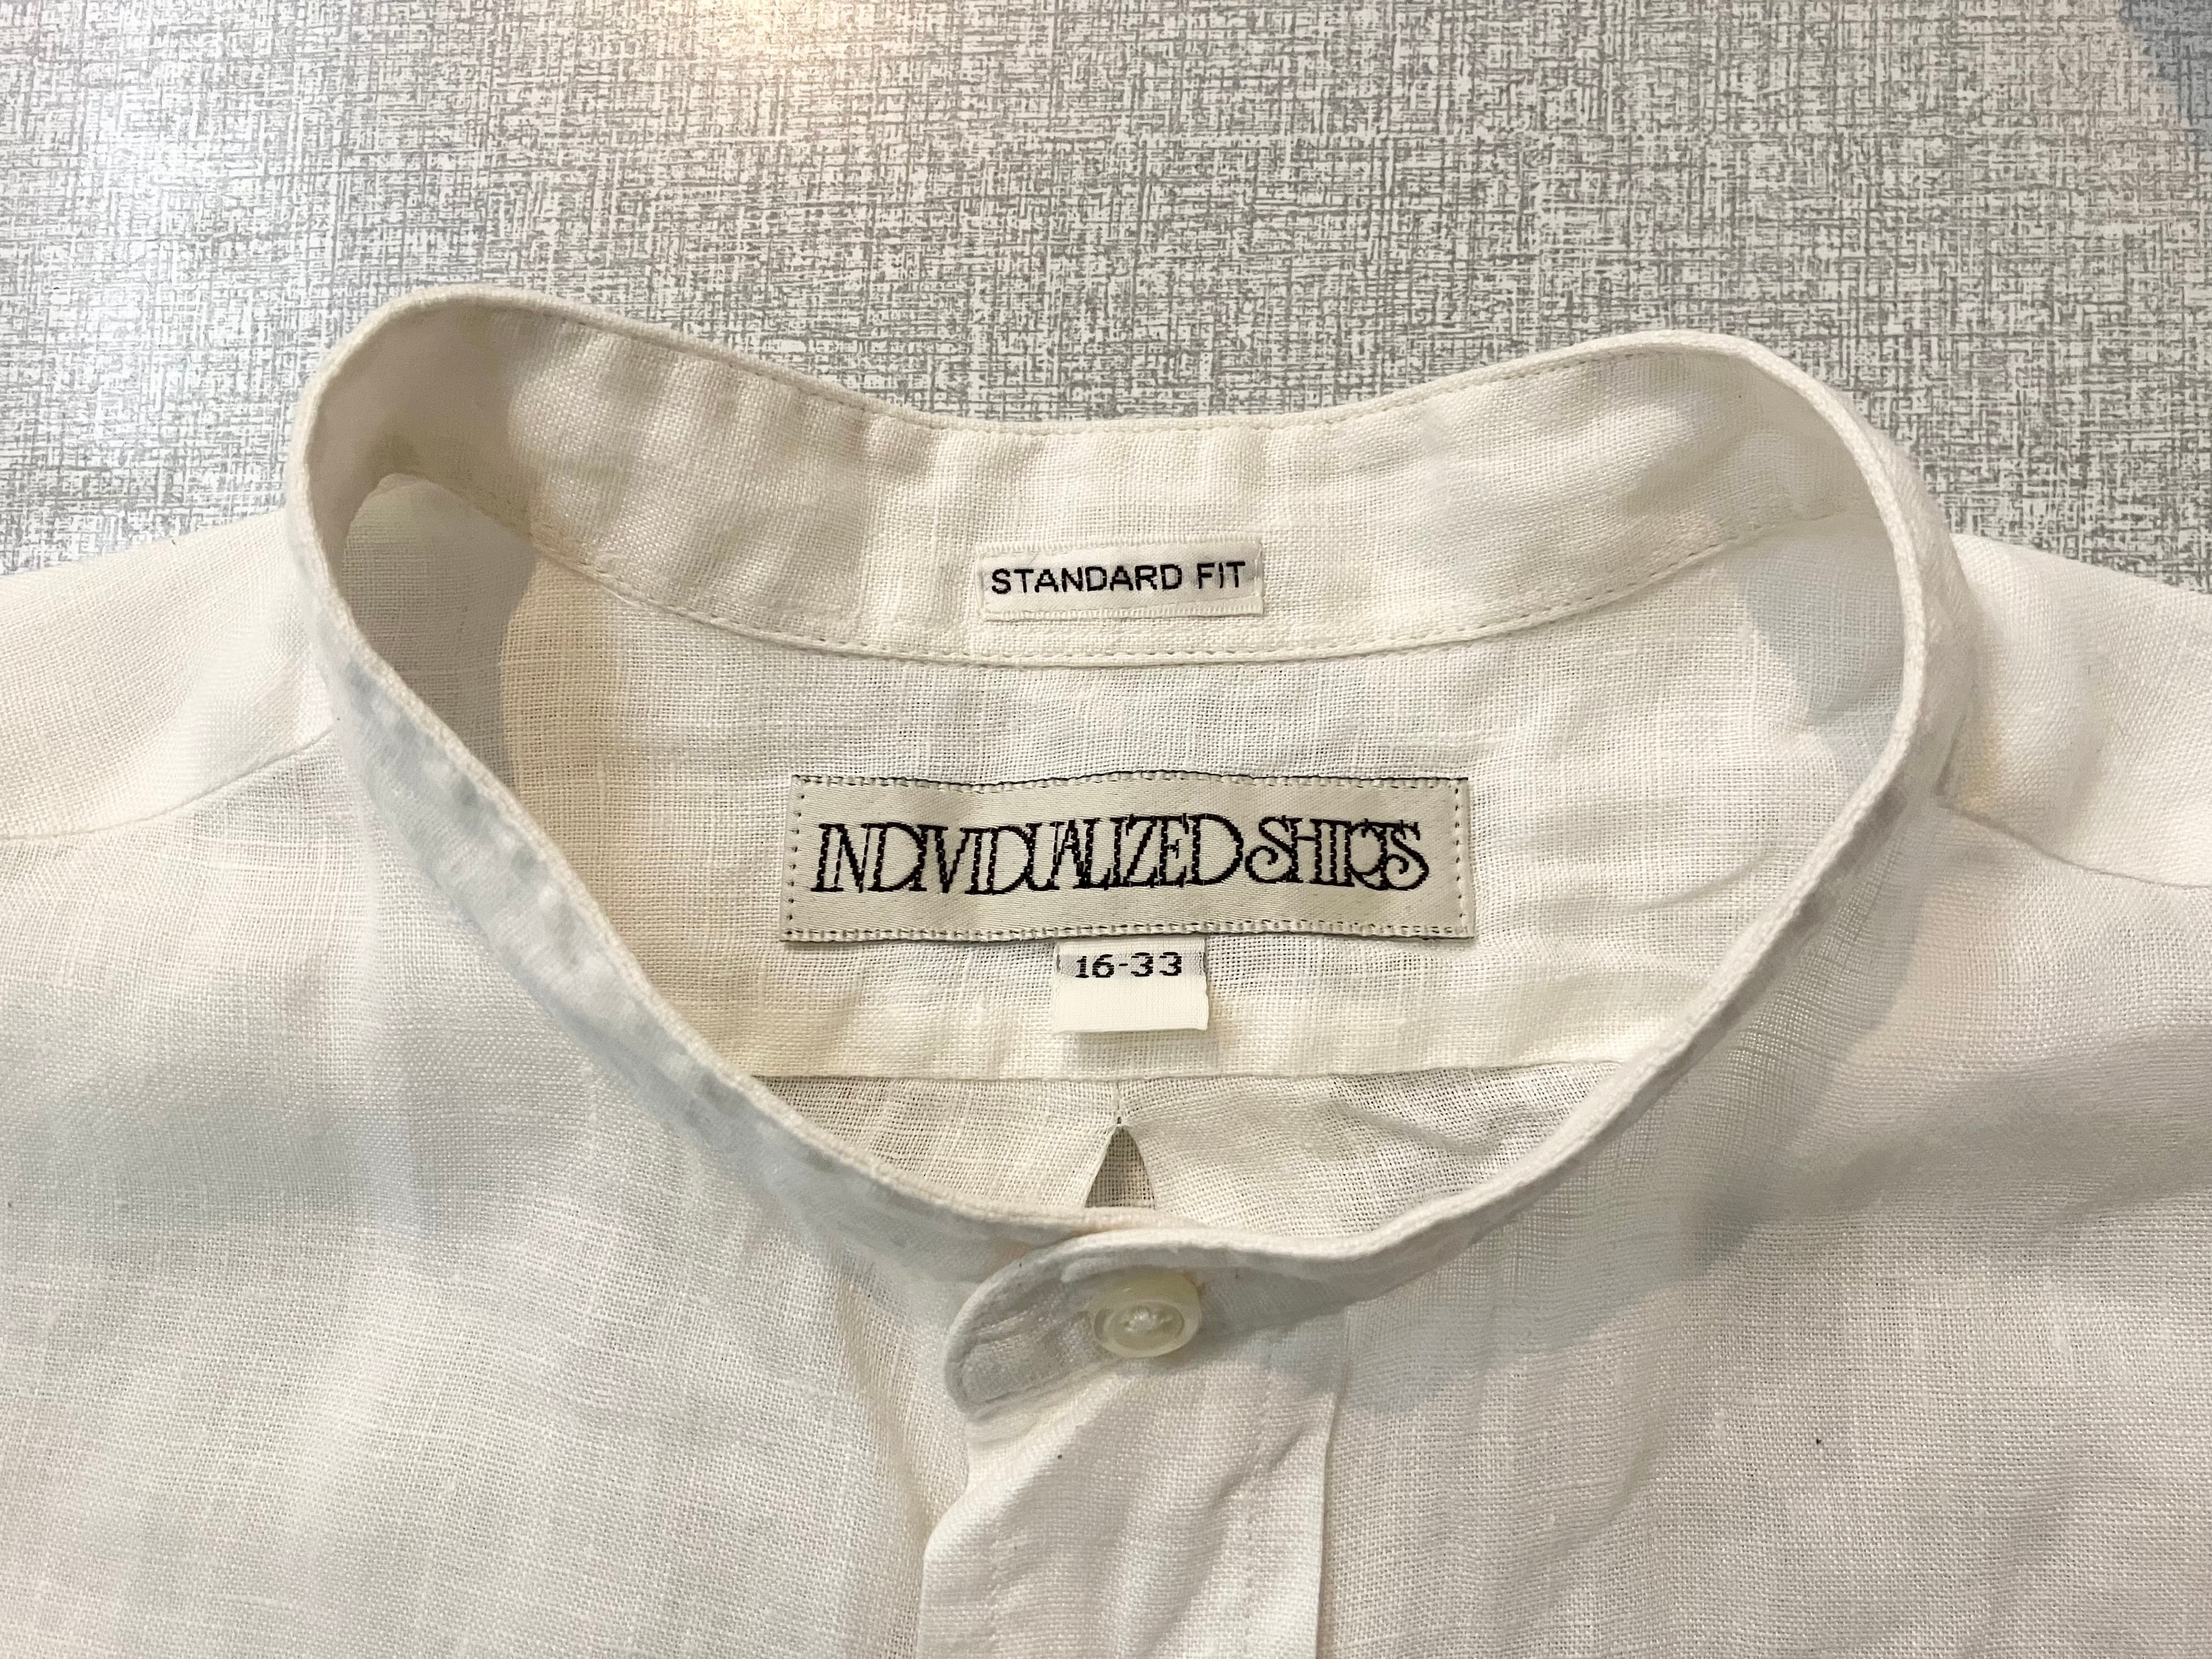 STANDARD FIT
INDIVIDUALIZED SHIRTS
16-33